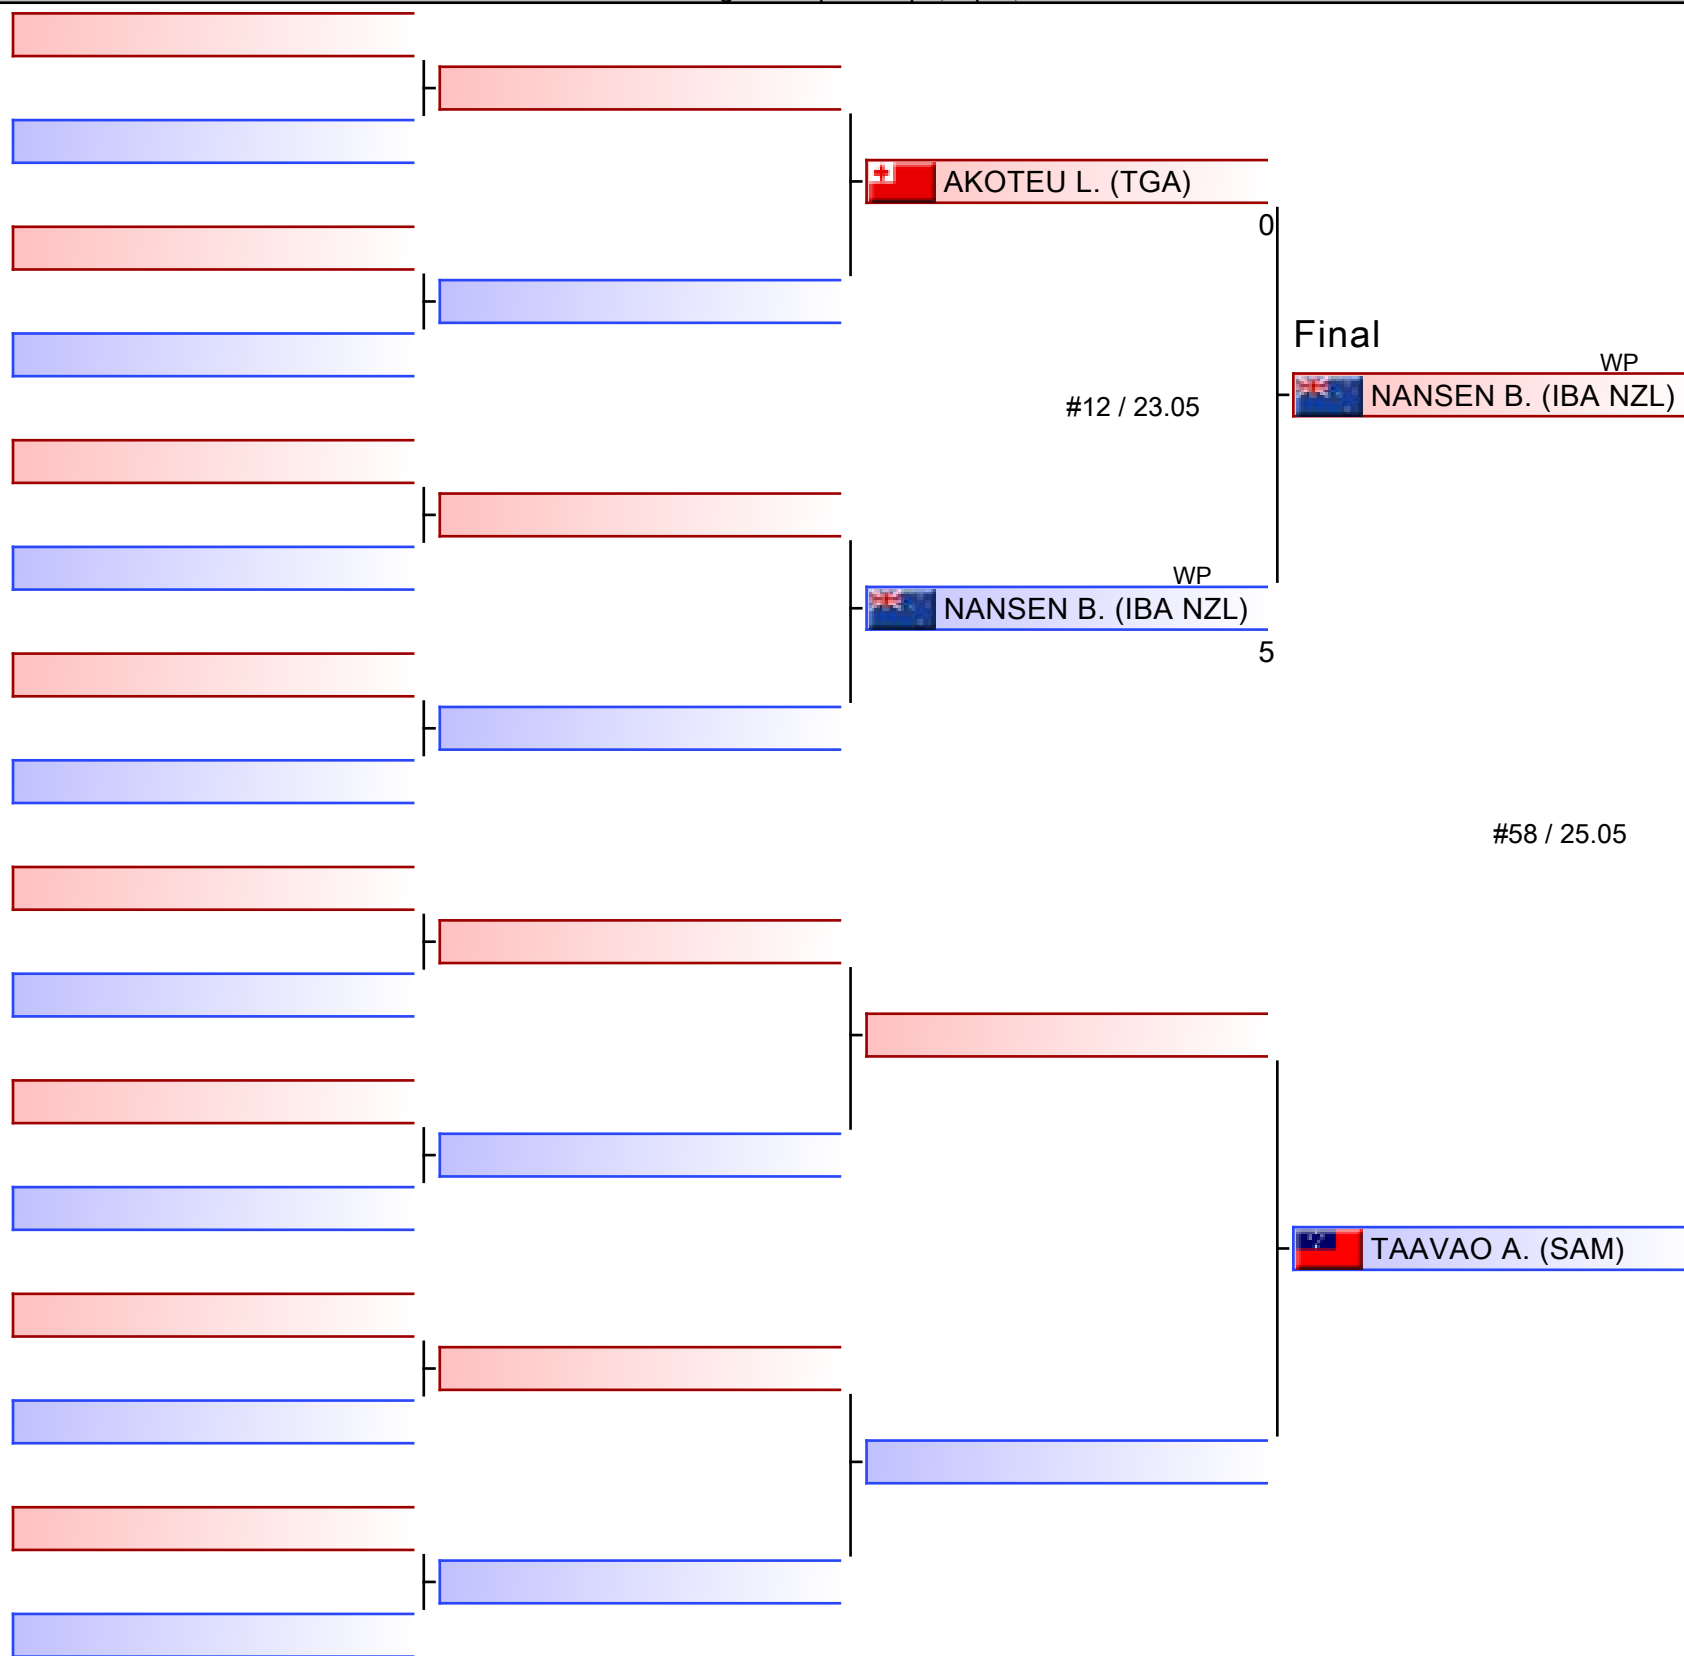 AKOTEU L. (TGA)
0
Final
WP
NANSEN B. (IBA NZL)
#12 / 23.05
WP
NANSEN B. (IBA NZL)
5
#58 / 25.05
TAAVAO A. (SAM)